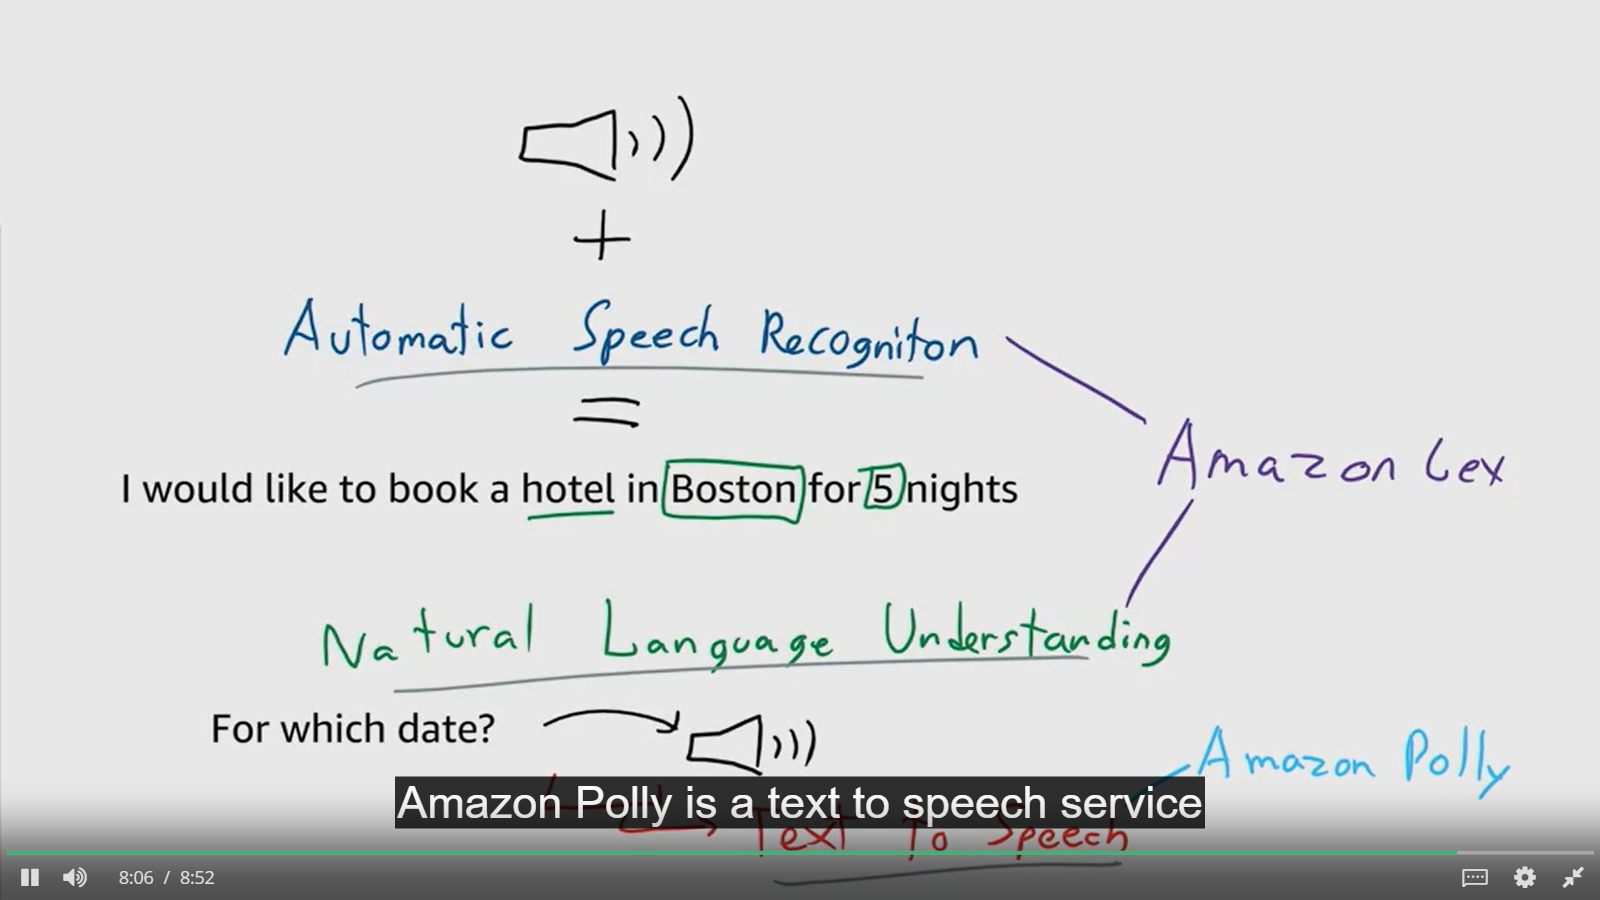 Automatic Speech Recogniton
I would like to book a hotel in Boston for 5 nights
Amazon Lex
Natural Language Understanding
For which date?
Amazon Polly
Amazon Polly is a text to speech service
Text To Speech
8:06 / 8:52